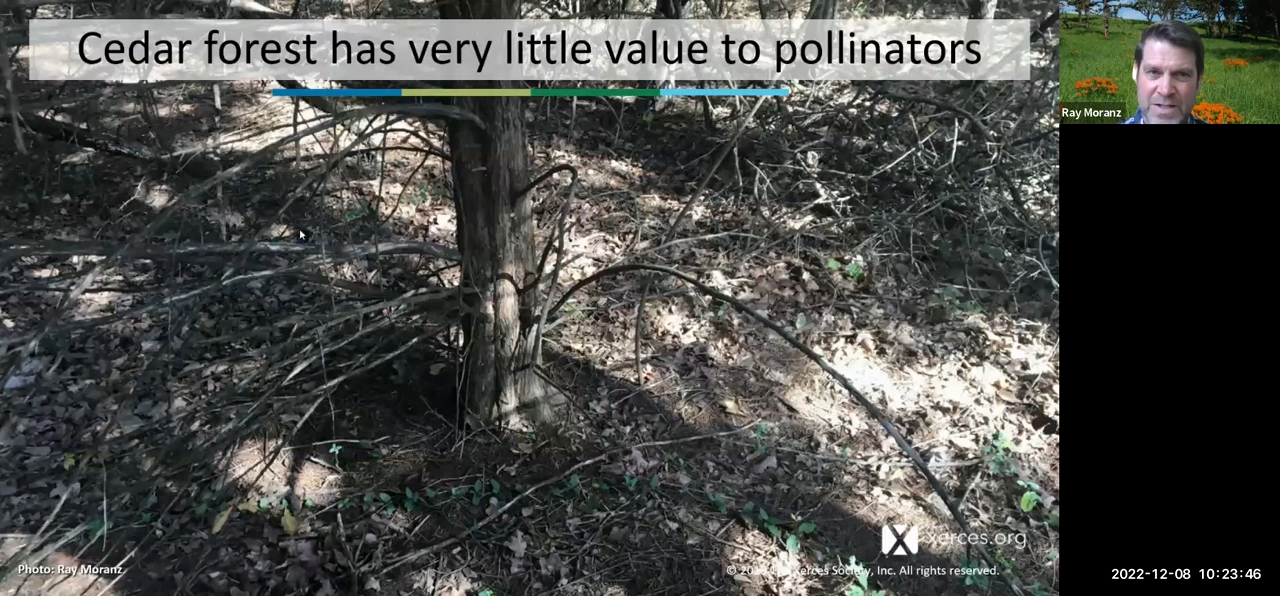 Cedar forest has very little value to pollinators
Ray Moranz
xerces.org
Photo: Ray Moranz
© Xerces Society, Inc. All rights reserved.
2022-12-08 10:23:46